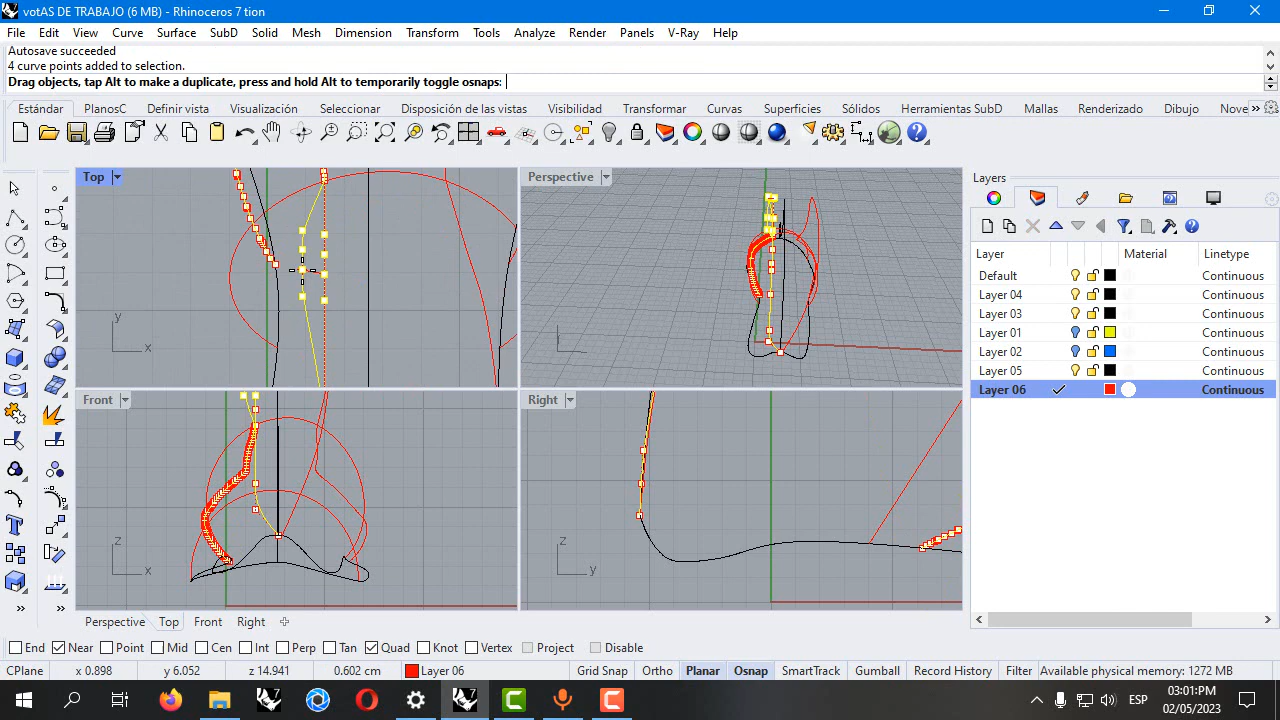 votAS DE TRABAJO (6 MB) - Rhinoceros 7 tion
File Edit View Curve Surface SubD Solid Mesh Dimension Transform Tools Analyze Render Panels V-Ray Help
Autosave succeeded
4 curve points added to selection.
Drag objects, tap Alt to make a duplicate, press and hold Alt to temporarily toggle osnaps:
Estándar PlanosC Definir vista Visualización Seleccionar Disposición de las vistas Visibilidad Transformar Curvas Superficies Sólidos Herramientas SubD Mallas Renderizado Dibujo Nove
Top
Perspective
Layers
Layer Material Linetype
Default Continuous
Layer 04 Continuous
Layer 03 Continuous
Layer 01 Continuous
Layer 02 Continuous
Layer 05 Continuous
Layer 06 Continuous
y
x
Front
Right
z
x
z
y
Perspective Top Front Right
End Near Point Mid Cen Int Perp Tan Quad Knot Vertex Project Disable
CPlane x 0.898 y 6.052 z 14.941 0.602 cm Layer 06 Grid Snap Ortho Planar Osnap SmartTrack Gumball Record History Filter Available physical memory: 1272 MB
ESP
03:01:PM
02/05/2023